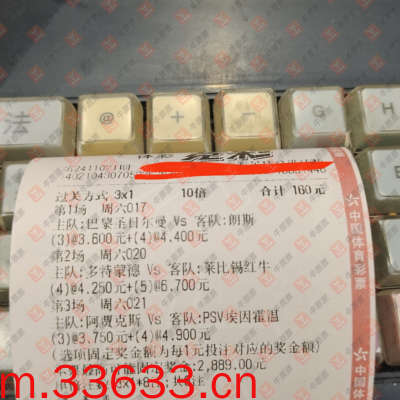 法 @ + - G H
过关方式 3x1 10倍 合计 160元
第1场 周六017
主队:巴黎圣日尔曼 Vs 客队:朗斯
(3)@3.600元+(4)@4.400元
第2场 周六020
主队:多特蒙德 Vs 客队:莱比锡红牛
(4)@4.250元+(5)@6.700元
第3场 周六021
主队:阿贾克斯 Vs 客队:PSV埃因霍温
(3)@3.750元+(4)@4.900元
(选项固定奖金额为每1元投注对应的奖金额)
2,889.00元
中国体育彩票
m.33633.cn